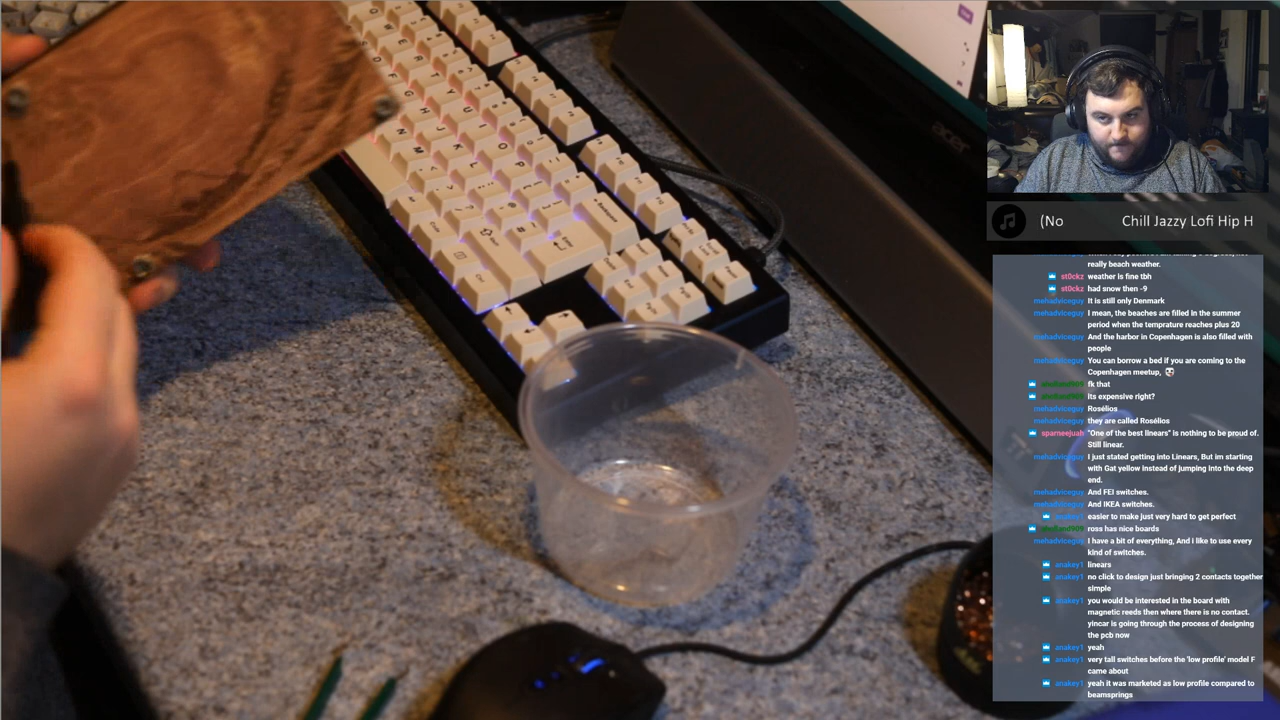 acer
(No Chill Jazzy Lofi Hip H
really beach weather.
st0ckz weather is fine tbh
st0ckz had snow then -9
mehadviceguy It is still only Denmark
mehadviceguy I mean, the beaches are filled in the summer
period when the temprature reaches plus 20
mehadviceguy And the harbor in Copenhagen is also filled with
people
mehadviceguy You can borrow a bed if you are coming to the
Copenhagen meetup,
fk that
its expensive right?
mehadviceguy Rosélios
mehadviceguy they are called Rosélios
"One of the best linears" is nothing to be proud of.
Still linear.
mehadviceguy I just stated getting into Linears, But im starting
with Gat yellow instead of jumping into the deep
end.
mehadviceguy And FEI switches.
mehadviceguy And IKEA switches.
anakey1 easier to make just very hard to get perfect
ross has nice boards
mehadviceguy I have a bit of everything, And i like to use every
kind of switches.
anakey1 linears
anakey1 no click to design just bringing 2 contacts together
simple
anakey1 you would be interested in the board with
magnetic reeds then where there is no contact.
yincar is going through the process of designing
the pcb now
anakey1 yeah
anakey1 very tall switches before the 'low profile' model F
came about
anakey1 yeah it was marketed as low profile compared to
beamsprings